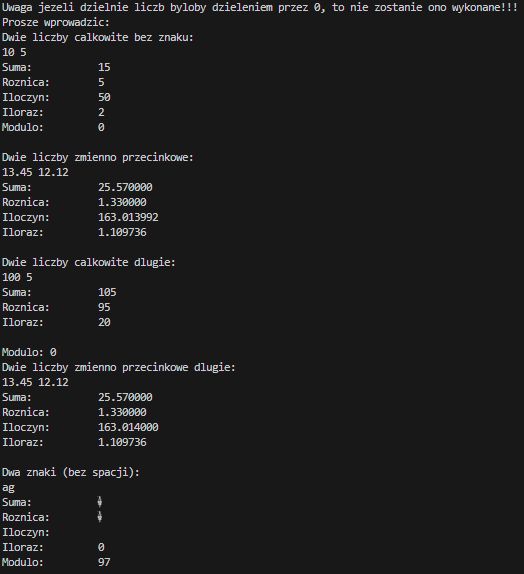 Uwaga jezeli dzielnie liczb byloby dzieleniem przez 0, to nie zostanie ono wykonane!!!
Prosze wprowadzic:
Dwie liczby calkowite bez znaku:
10 5
Suma: 15
Roznica: 5
Iloczyn: 50
Iloraz: 2
Modulo: 0
Dwie liczby zmienno przecinkowe:
13.45 12.12
Suma: 25.570000
Roznica: 1.330000
Iloczyn: 163.013992
Iloraz: 1.109736
Dwie liczby calkowite dlugie:
100 5
Suma: 105
Roznica: 95
Iloraz: 20
Modulo: 0
Dwie liczby zmienno przecinkowe dlugie:
13.45 12.12
Suma: 25.570000
Roznica: 1.330000
Iloczyn: 163.014000
Iloraz: 1.109736
Dwa znaki (bez spacji):
ag
Suma:
Roznica:
Iloczyn:
Iloraz: 0
Modulo: 97